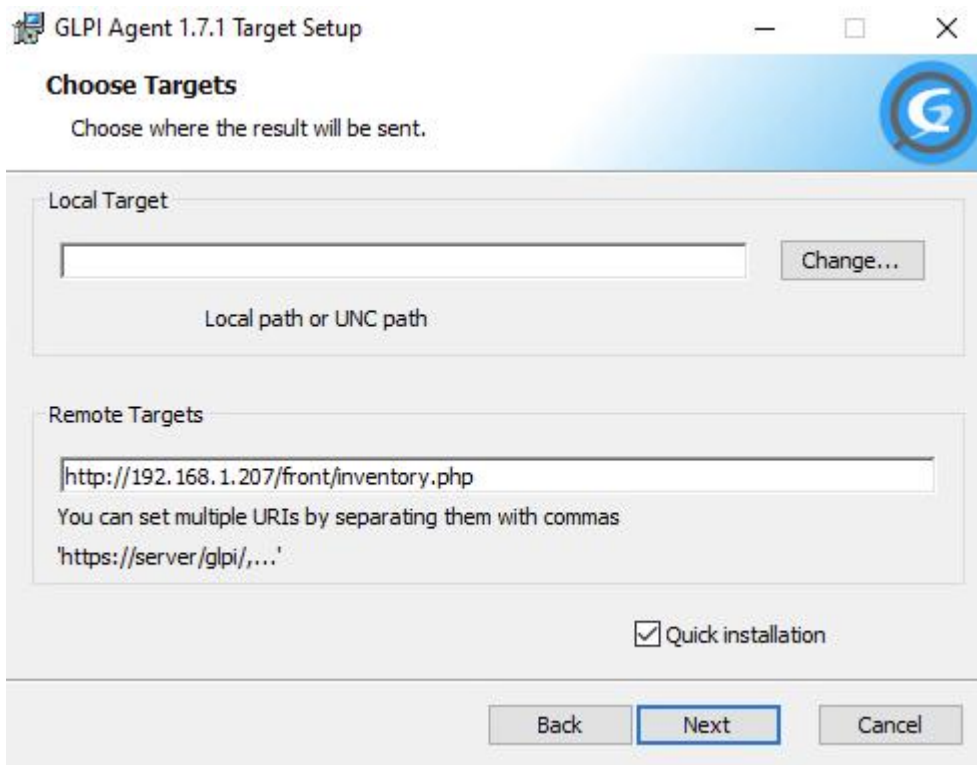 GLPI Agent 1.7.1 Target Setup
Choose Targets
Choose where the result will be sent.
Local Target
Change...
Local path or UNC path
Remote Targets
http://192.168.1.207/front/inventory.php
You can set multiple URIs by separating them with commas
'https://server/glpi/,...'
Quick installation
Back
Next
Cancel